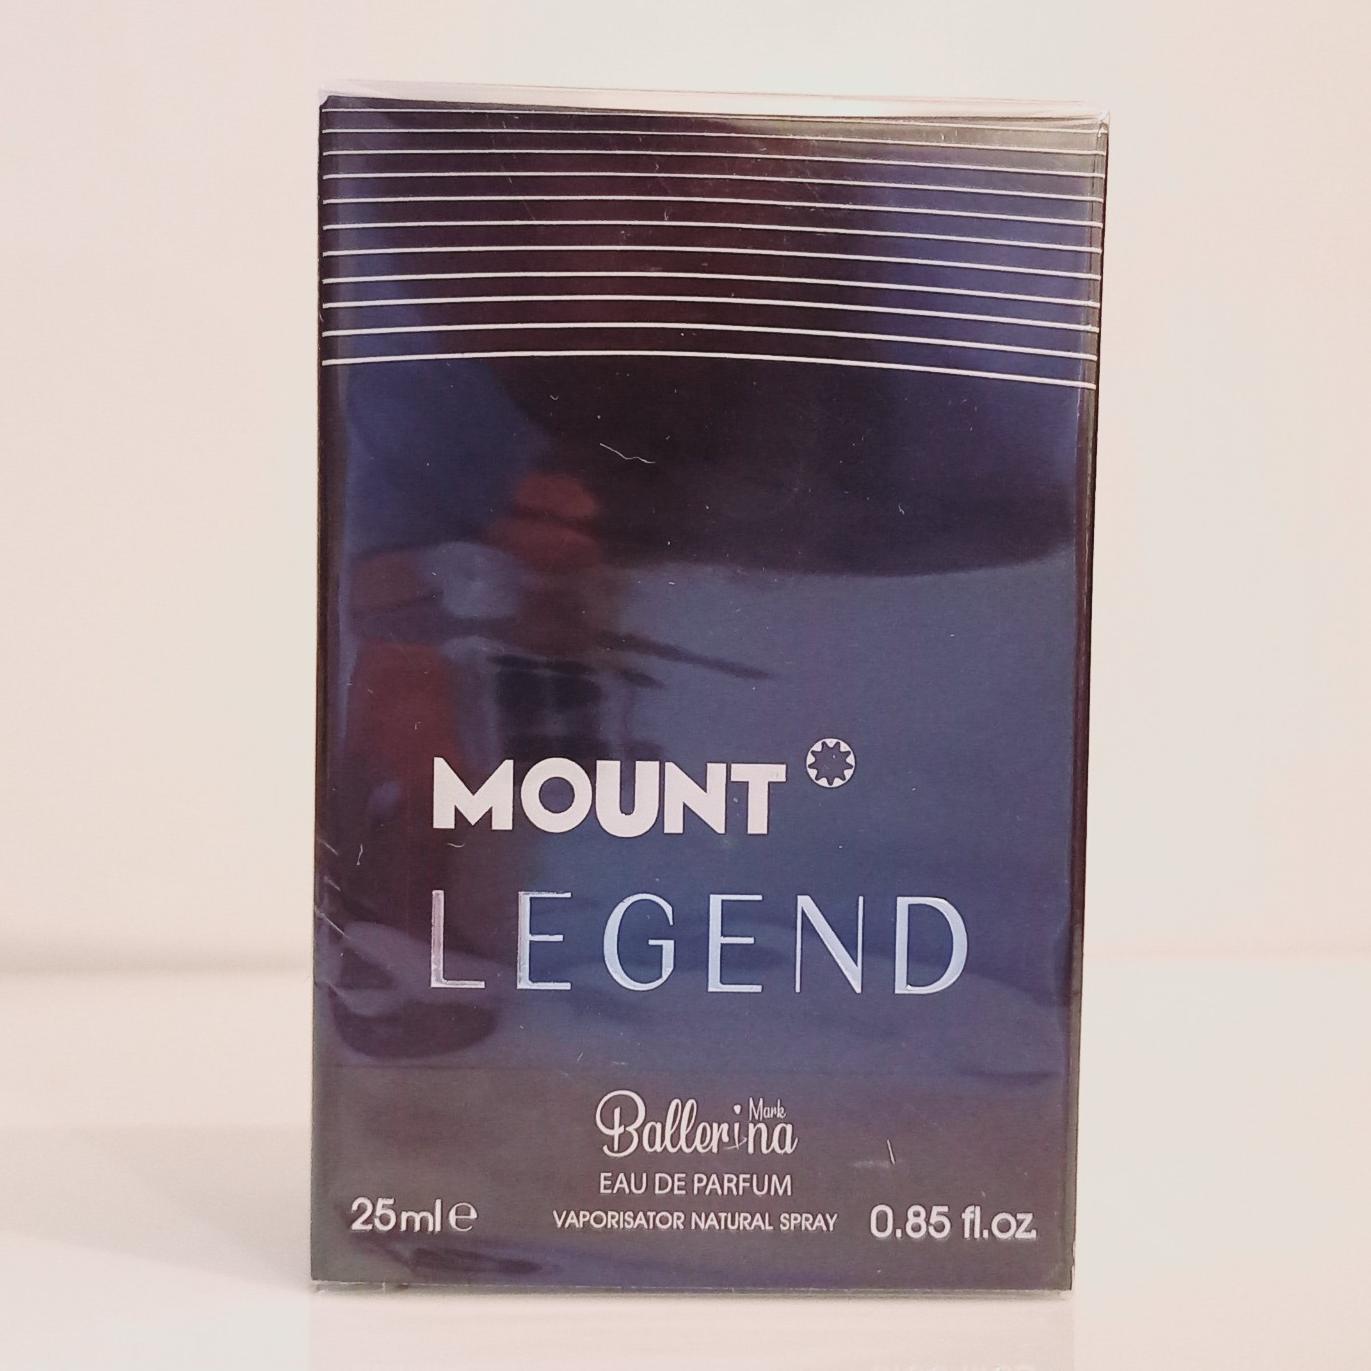 MOUNT
LEGEND
Ballerina Mark
EAU DE PARFUM
25ml e VAPORISATOR NATURAL SPRAY 0.85 fl.oz.